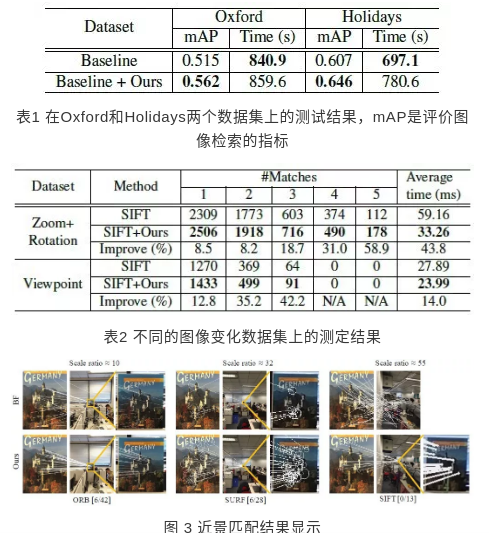 Dataset Oxford Holidays
mAP Time (s) mAP Time (s)
Baseline 0.515 840.9 0.607 697.1
Baseline + Ours 0.562 859.6 0.646 780.6
表1 在Oxford和Holidays两个数据集上的测试结果，mAP是评价图
像检索的指标
Dataset Method #Matches Average
1 2 3 4 5 time (ms)
Zoom+ SIFT 2309 1773 603 374 112 59.16
Rotation SIFT+Ours 2506 1918 716 490 178 33.26
Improve (%) 8.5 8.2 18.7 31.0 58.9 43.8
Viewpoint SIFT 1270 369 64 0 0 27.89
SIFT+Ours 1433 499 91 0 0 23.99
Improve (%) 12.8 35.2 42.2 N/A N/A 14.0
表2 不同的图像变化数据集上的测定结果
Scale ratio ≈ 10 Scale ratio ≈ 32 Scale ratio ≈ 55
GERMANY GERMANY GERMANY
BF
GERMANY GERMANY GERMANY
Ours
ORB [6/42] SURF [6/28] SIFT [0/13]
图 3 近景匹配结果显示